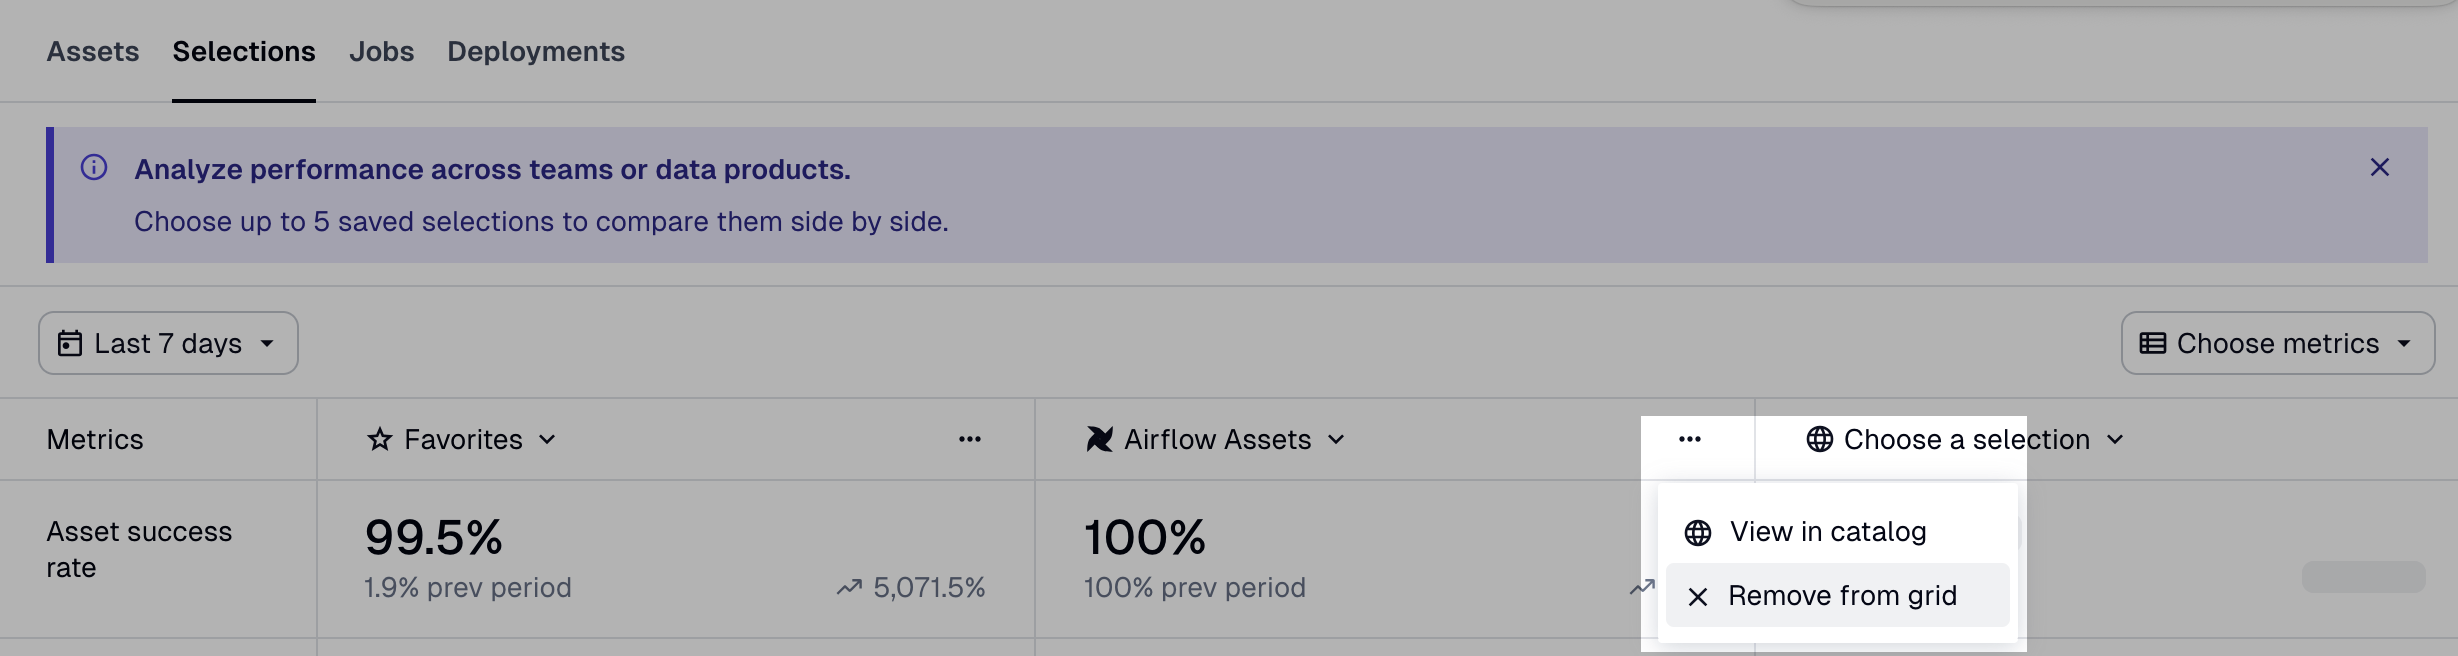 Assets Selections Jobs Deployments
Analyze performance across teams or data products.
Choose up to 5 saved selections to compare them side by side.
Last 7 days
Choose metrics
Metrics
Favorites
Airflow Assets
Choose a selection
Asset success
rate
99.5%
1.9% prev period
5,071.5%
100%
100% prev period
View in catalog
Remove from grid